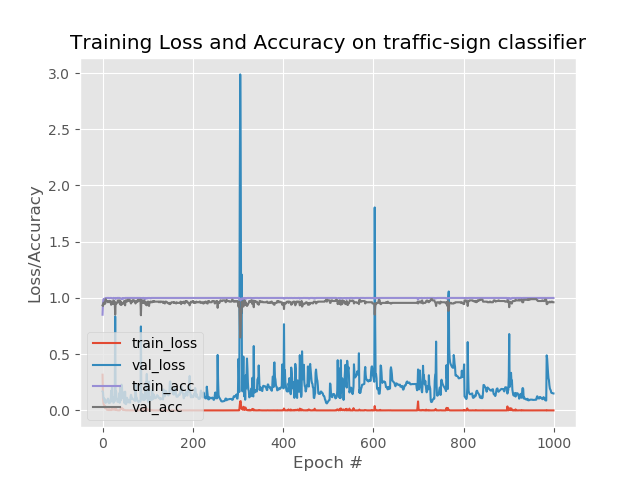 Training Loss and Accuracy on traffic-sign classifier
3.0
2.5
2.0
1.5
1.0
0.5
0.0
Loss/Accuracy
train_loss
val_loss
train_acc
val_acc
0 200 400 600 800 1000
Epoch #